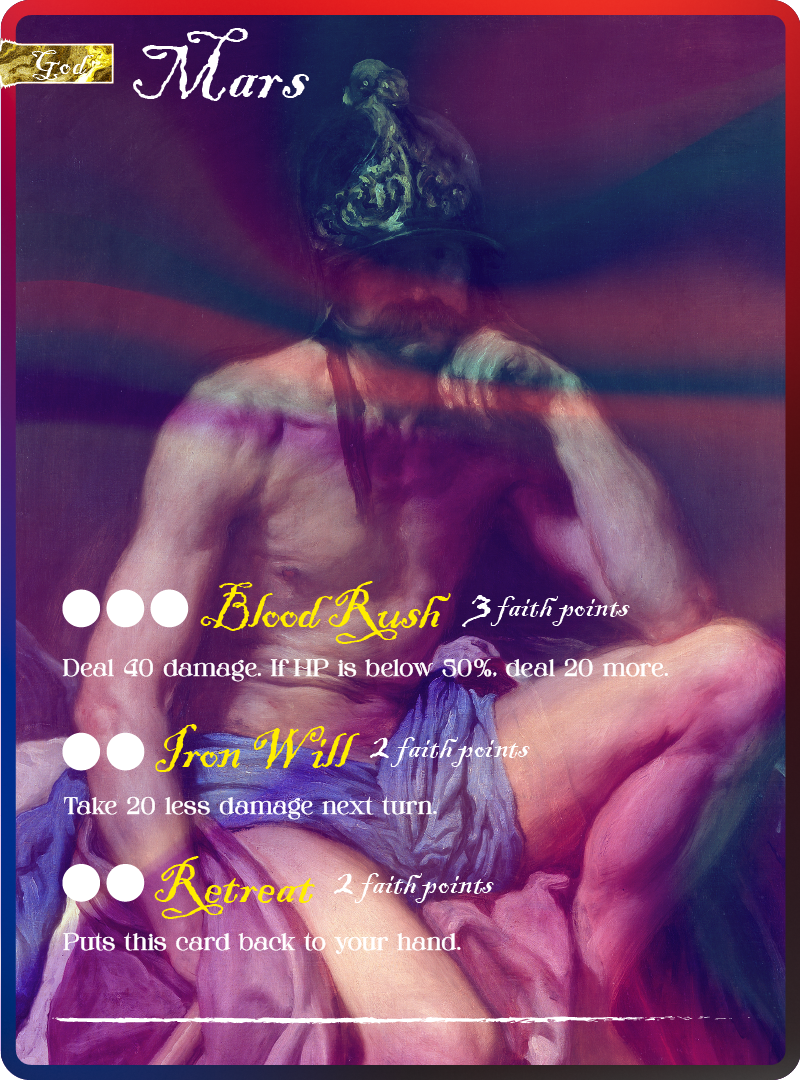 Gods
Mars
Blood Rush 3 faith points
Deal 40 damage. If HP is below 50%, deal 20 more.
Iron Will 2 faith points
Take 20 less damage next turn.
Retreat 2 faith points
Puts this card back to your hand.